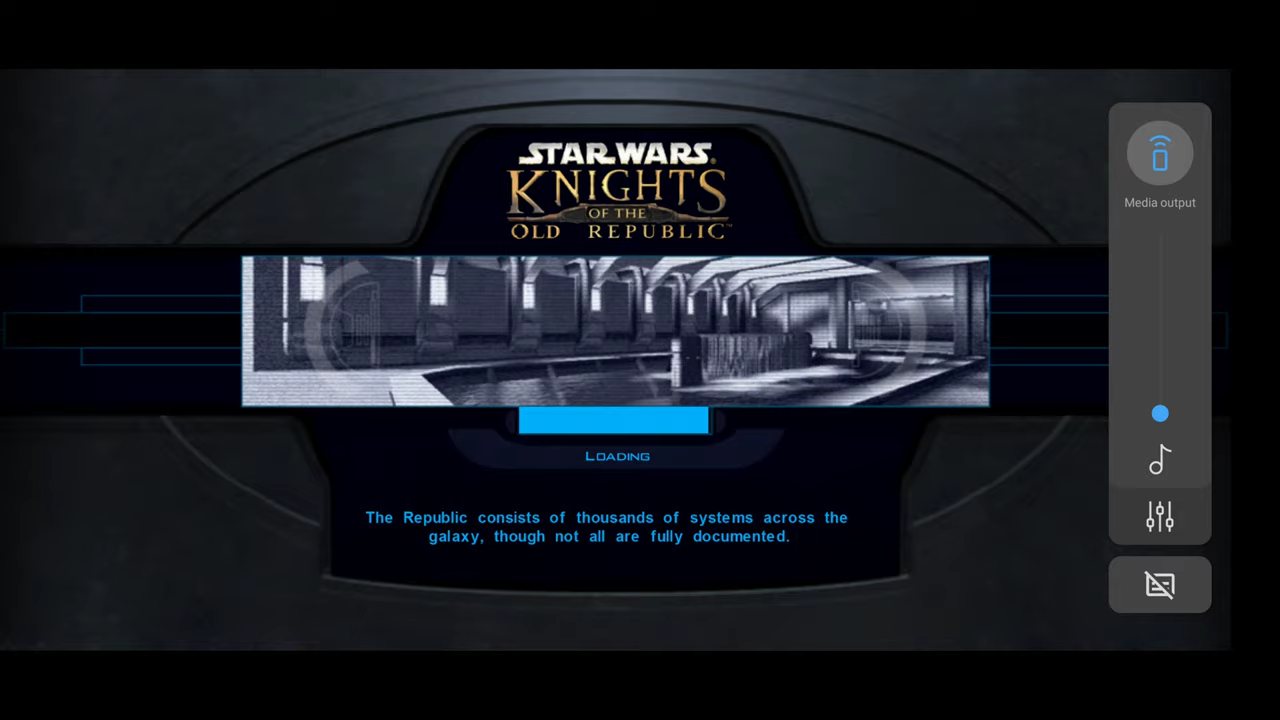 STAR WARS
KNIGHTS
OF THE
OLD REPUBLIC™
Media output
LOADING
The Republic consists of thousands of systems across the
galaxy, though not all are fully documented.